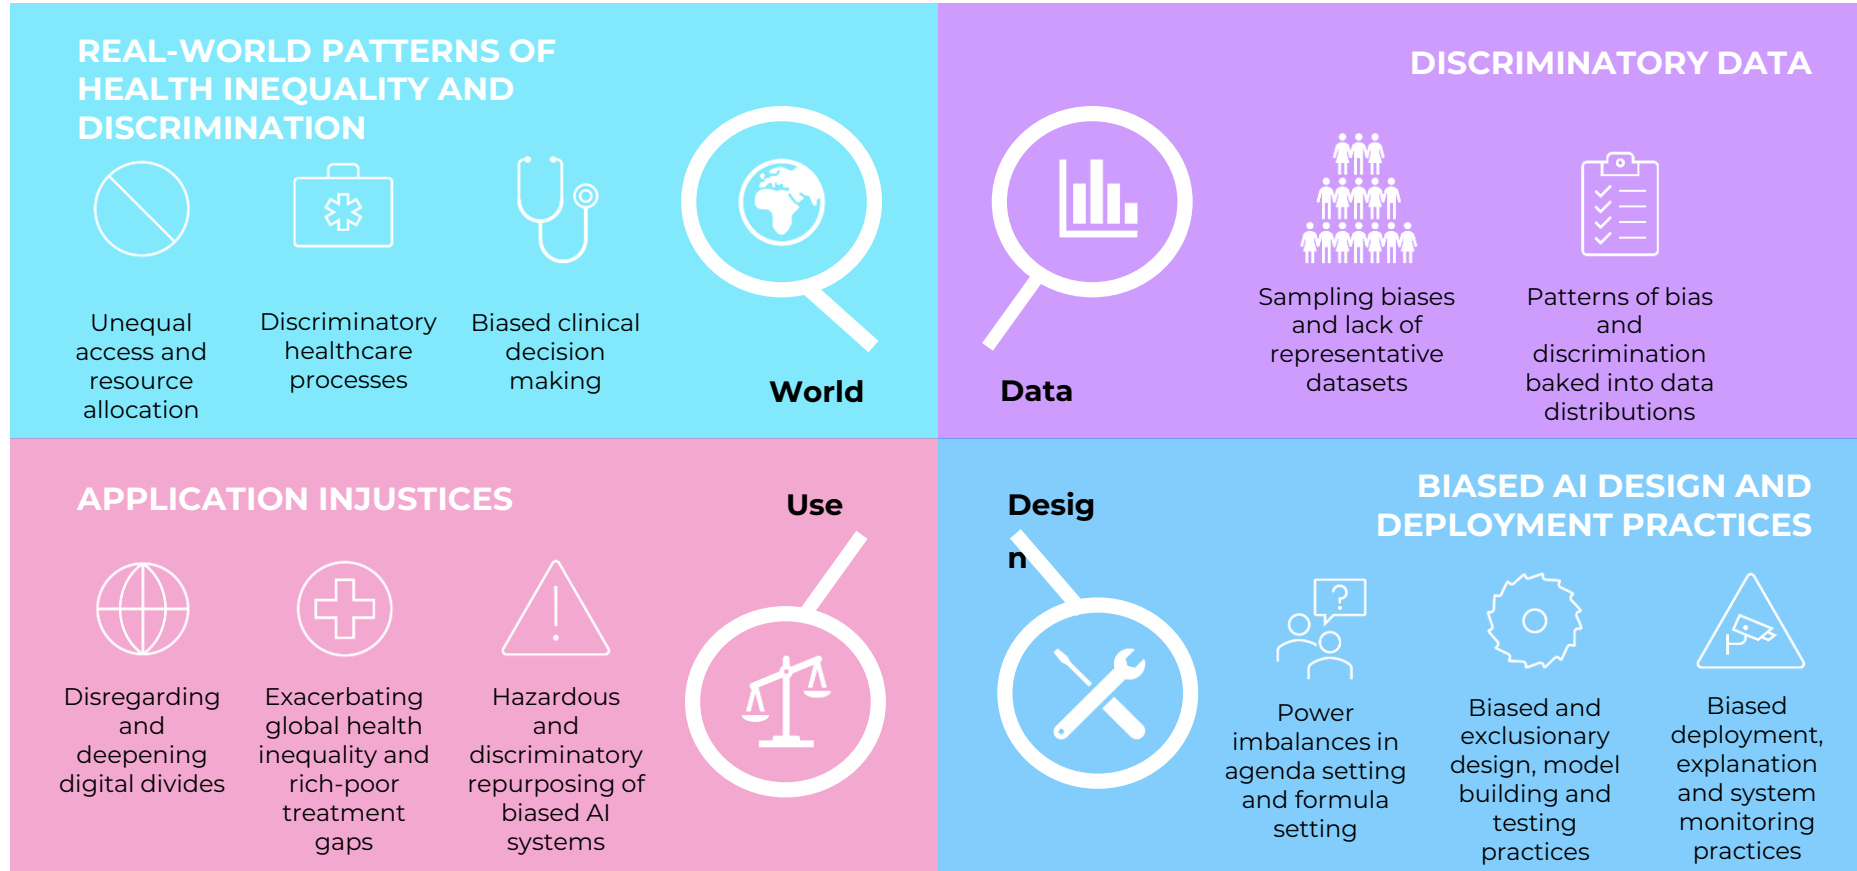 REAL-WORLD PATTERNS OF
HEALTH INEQUALITY AND
DISCRIMINATION
Unequal
access and
resource
allocation
Discriminatory
healthcare
processes
Biased clinical
decision
making
World
DISCRIMINATORY DATA
Data
Sampling biases
and lack of
representative
datasets
Patterns of bias
and
discrimination
baked into data
distributions
APPLICATION INJUSTICES
Use
Disregarding
and
deepening
digital divides
Exacerbating
global health
inequality and
rich-poor
treatment
gaps
Hazardous
and
discriminatory
repurposing of
biased AI
systems
Desig
n
BIASED AI DESIGN AND
DEPLOYMENT PRACTICES
?
Power
imbalances in
agenda setting
and formula
setting
Biased and
exclusionary
design, model
building and
testing
practices
Biased
deployment,
explanation
and system
monitoring
practices